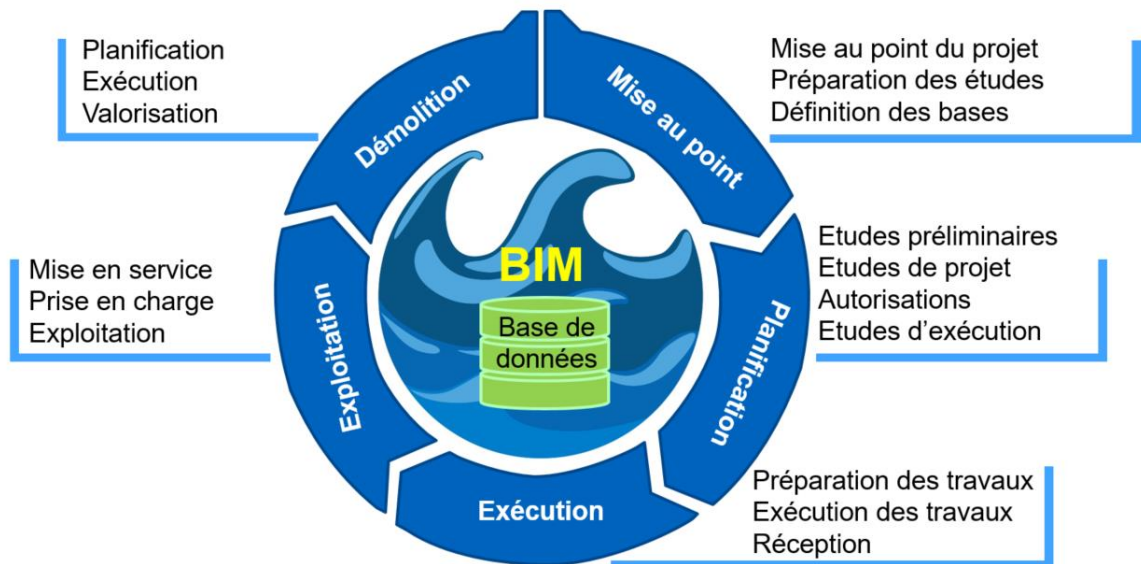 Planification
Exécution
Valorisation
Démolition
Mise au point
Mise au point du projet
Préparation des études
Définition des bases
Mise en service
Prise en charge
Exploitation
Exploitation
BIM
Base de
données
Planification
Etudes préliminaires
Etudes de projet
Autorisations
Etudes d’exécution
Exécution
Préparation des travaux
Exécution des travaux
Réception